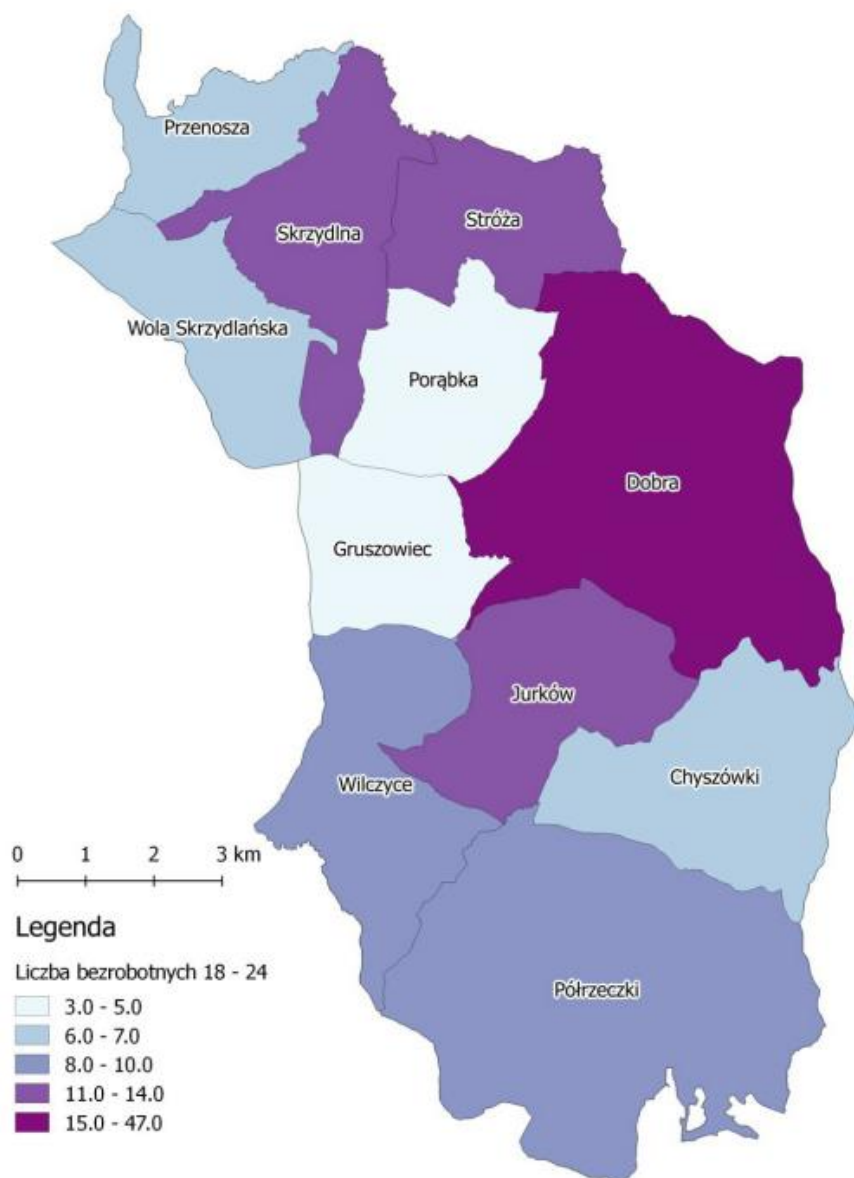 Przenosza
Skrzydlna
Stróża
Wola Skrzydlańska
Porąbka
Dobra
Gruszowiec
Jurków
Chyszówki
Wilczyce
Półrzeczki
0 1 2 3 km
Legenda
Liczba bezrobotnych 18 - 24
3.0 - 5.0
6.0 - 7.0
8.0 - 10.0
11.0 - 14.0
15.0 - 47.0